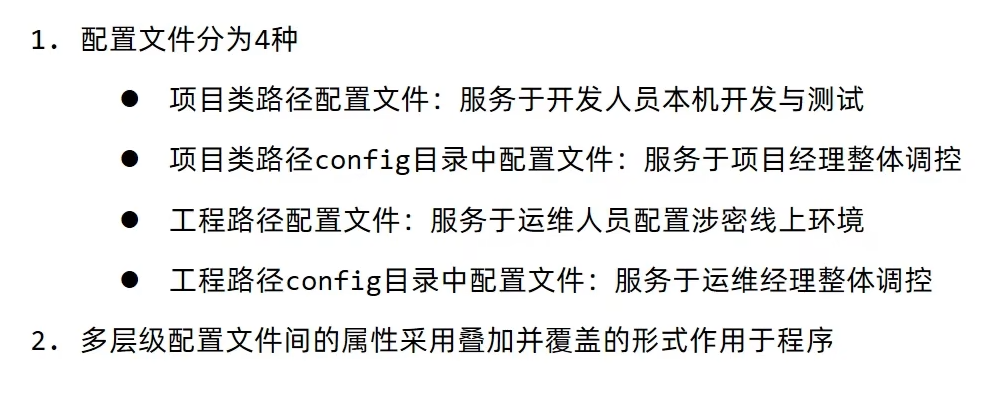 1. 配置文件分为4种
● 项目类路径配置文件：服务于开发人员本机开发与测试
● 项目类路径config目录中配置文件：服务于项目经理整体调控
● 工程路径配置文件：服务于运维人员配置涉密线上环境
● 工程路径config目录中配置文件：服务于运维经理整体调控
2. 多层级配置文件间的属性采用叠加并覆盖的形式作用于程序